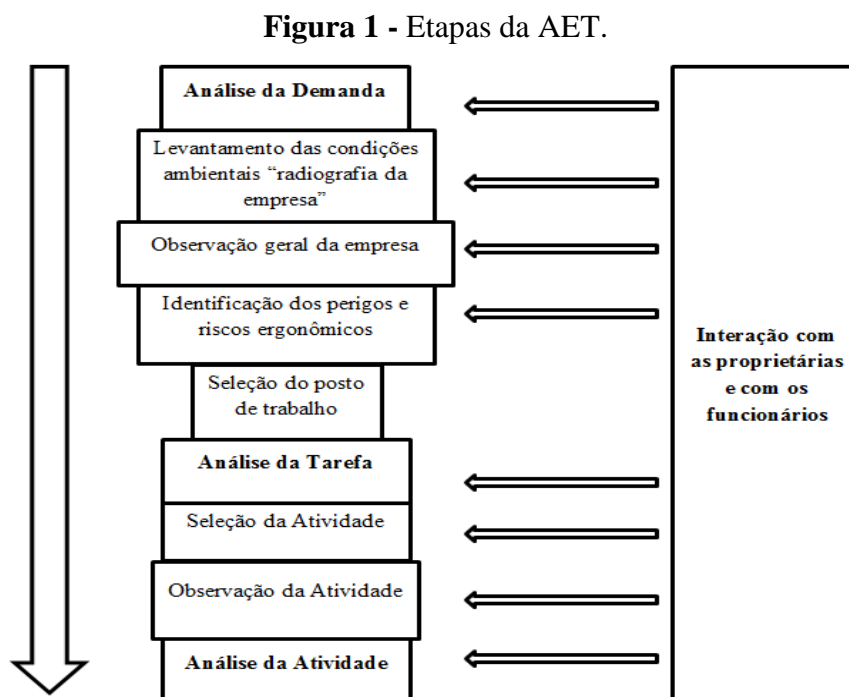 Figura 1 - Etapas da AET.
Análise da Demanda
Levantamento das condições
ambientais “radiografia da
empresa”
Observação geral da empresa
Identificação dos perigos e
riscos ergonômicos
Seleção do posto
de trabalho
Análise da Tarefa
Seleção da Atividade
Observação da Atividade
Análise da Atividade
Interação com
as proprietárias
e com os
funcionários